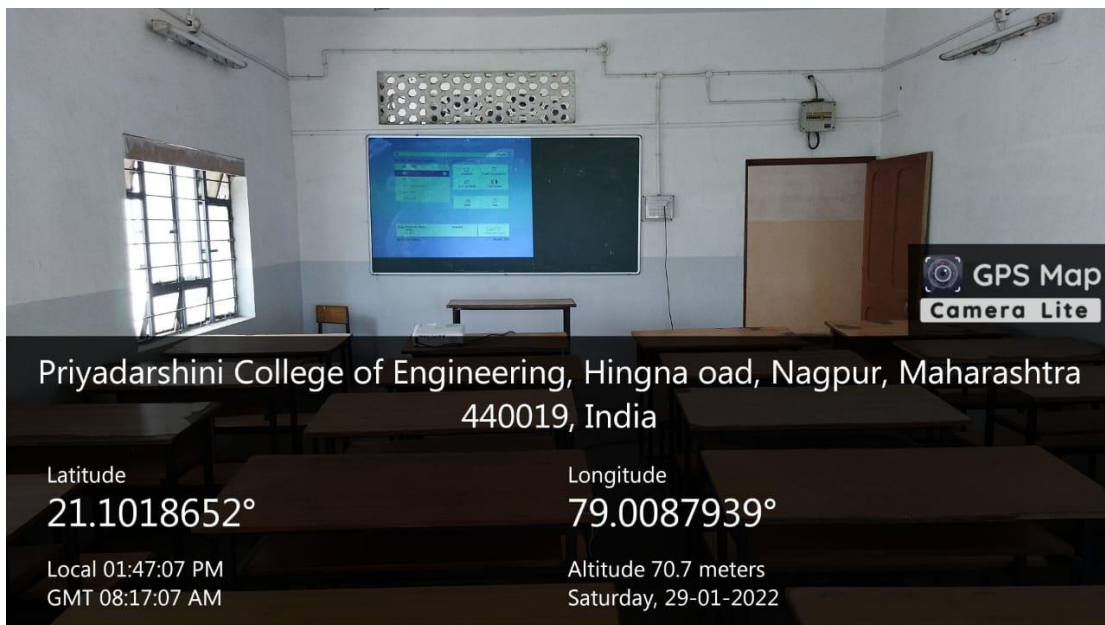 GPS Map
Camera Lite
Priyadarshini College of Engineering, Hingna oad, Nagpur, Maharashtra
440019, India
Latitude
21.1018652°
Longitude
79.0087939°
Local 01:47:07 PM
GMT 08:17:07 AM
Altitude 70.7 meters
Saturday, 29-01-2022